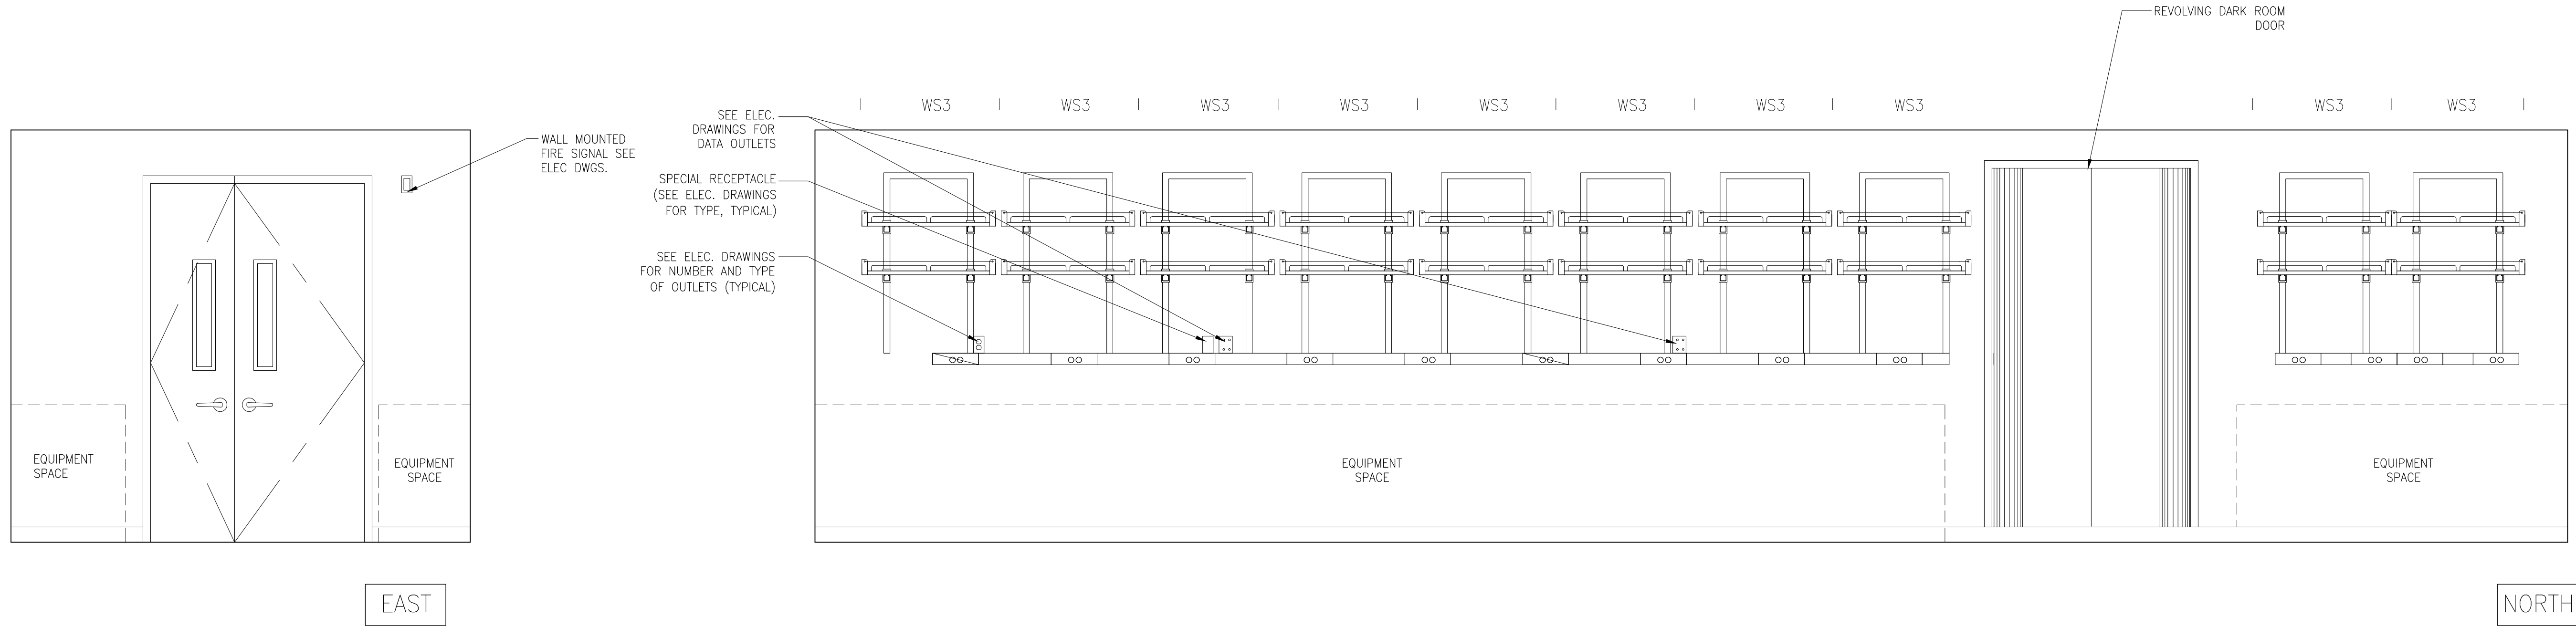 REVOLVING DARK ROOM
DOOR
WS3 WS3 WS3 WS3 WS3 WS3 WS3 WS3 WS3 WS3
WALL MOUNTED
FIRE SIGNAL SEE
ELEC DWGS.
SEE ELEC.
DRAWINGS FOR
DATA OUTLETS
SPECIAL RECEPTACLE
(SEE ELEC. DRAWINGS
FOR TYPE, TYPICAL)
SEE ELEC. DRAWINGS
FOR NUMBER AND TYPE
OF OUTLETS (TYPICAL)
EQUIPMENT
SPACE
EQUIPMENT
SPACE
EQUIPMENT
SPACE
EQUIPMENT
SPACE
EAST
NORTH